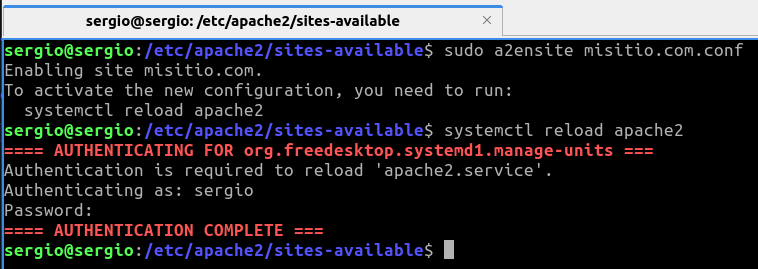 sergio@sergio: /etc/apache2/sites-available
sergio@sergio:/etc/apache2/sites-available$ sudo a2ensite misitio.com.conf
Enabling site misitio.com.
To activate the new configuration, you need to run:
  systemctl reload apache2
sergio@sergio:/etc/apache2/sites-available$ systemctl reload apache2
==== AUTHENTICATING FOR org.freedesktop.systemd1.manage-units ===
Authentication is required to reload 'apache2.service'.
Authenticating as: sergio
Password:
==== AUTHENTICATION COMPLETE ===
sergio@sergio:/etc/apache2/sites-available$